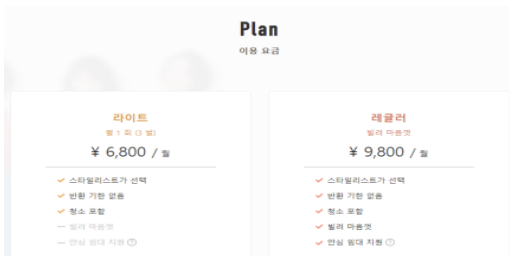 Plan
이용 요금
라이트
월 1 회 (3 벌)
¥ 6,800 / 월
✓ 스타일리스트가 선택
✓ 반환 기한 없음
✓ 청소 포함
— 빌려 마음껏
— 안심 임대 지원 ?
레귤러
빌려 마음껏
¥ 9,800 / 월
✓ 스타일리스트가 선택
✓ 반환 기한 없음
✓ 청소 포함
✓ 빌려 마음껏
✓ 안심 임대 지원 ?